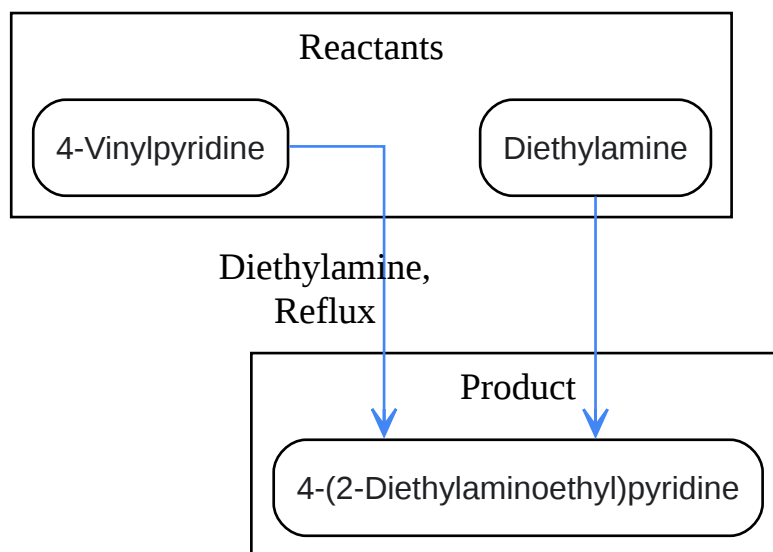 Reactants
4-Vinylpyridine
Diethylamine
Diethylamine,
Reflux
Product
4-(2-Diethylaminoethyl)pyridine